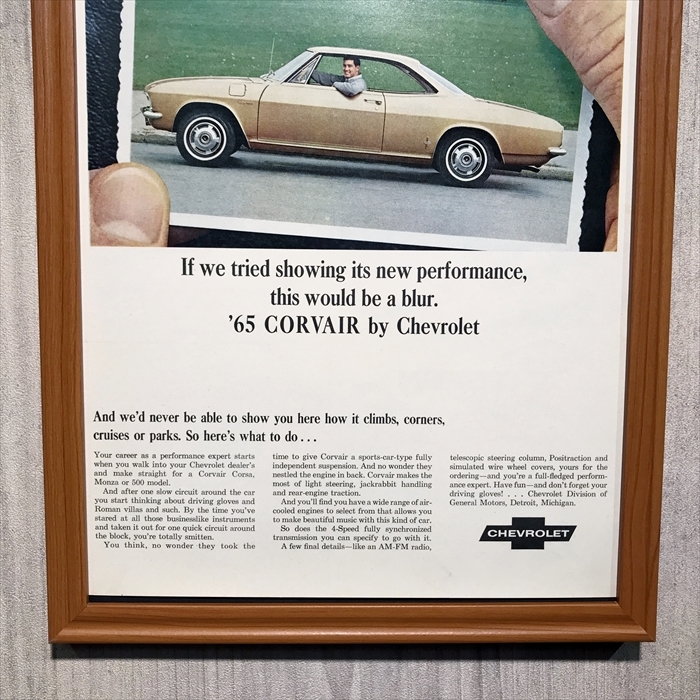 If we tried showing its new performance,
this would be a blur.
'65 CORVAIR by Chevrolet
And we'd never be able to show you here how it climbs, corners,
cruises or parks. So here's what to do...
Your career as a performance expert starts
when you walk into your Chevrolet dealer's
and make straight for a Corvair Corsa,
Monza or 500 model.
And after one slow circuit around the car
you start thinking about driving gloves and
Roman villas and such. By the time you've
stared at all those businesslike instruments
and taken it out for one quick circuit around
the block, you're totally smitten.
You think, no wonder they took the
time to give Corvair a sports-car-type fully
independent suspension. And no wonder they
nestled the engine in back. Corvair makes the
most of light steering, jackrabbit handling
and rear-engine traction.
And you'll find you have a wide range of air-
cooled engines to select from that allows you
to make beautiful music with this kind of car.
So does the 4-Speed fully synchronized
transmission you can specify to go with it.
A few final details—like an AM-FM radio,
telescopic steering column, Positraction and
simulated wire wheel covers, yours for the
ordering—and you're a full-fledged perform-
ance expert. Have fun—and don't forget your
driving gloves! . . . Chevrolet Division of
General Motors, Detroit, Michigan.
CHEVROLET